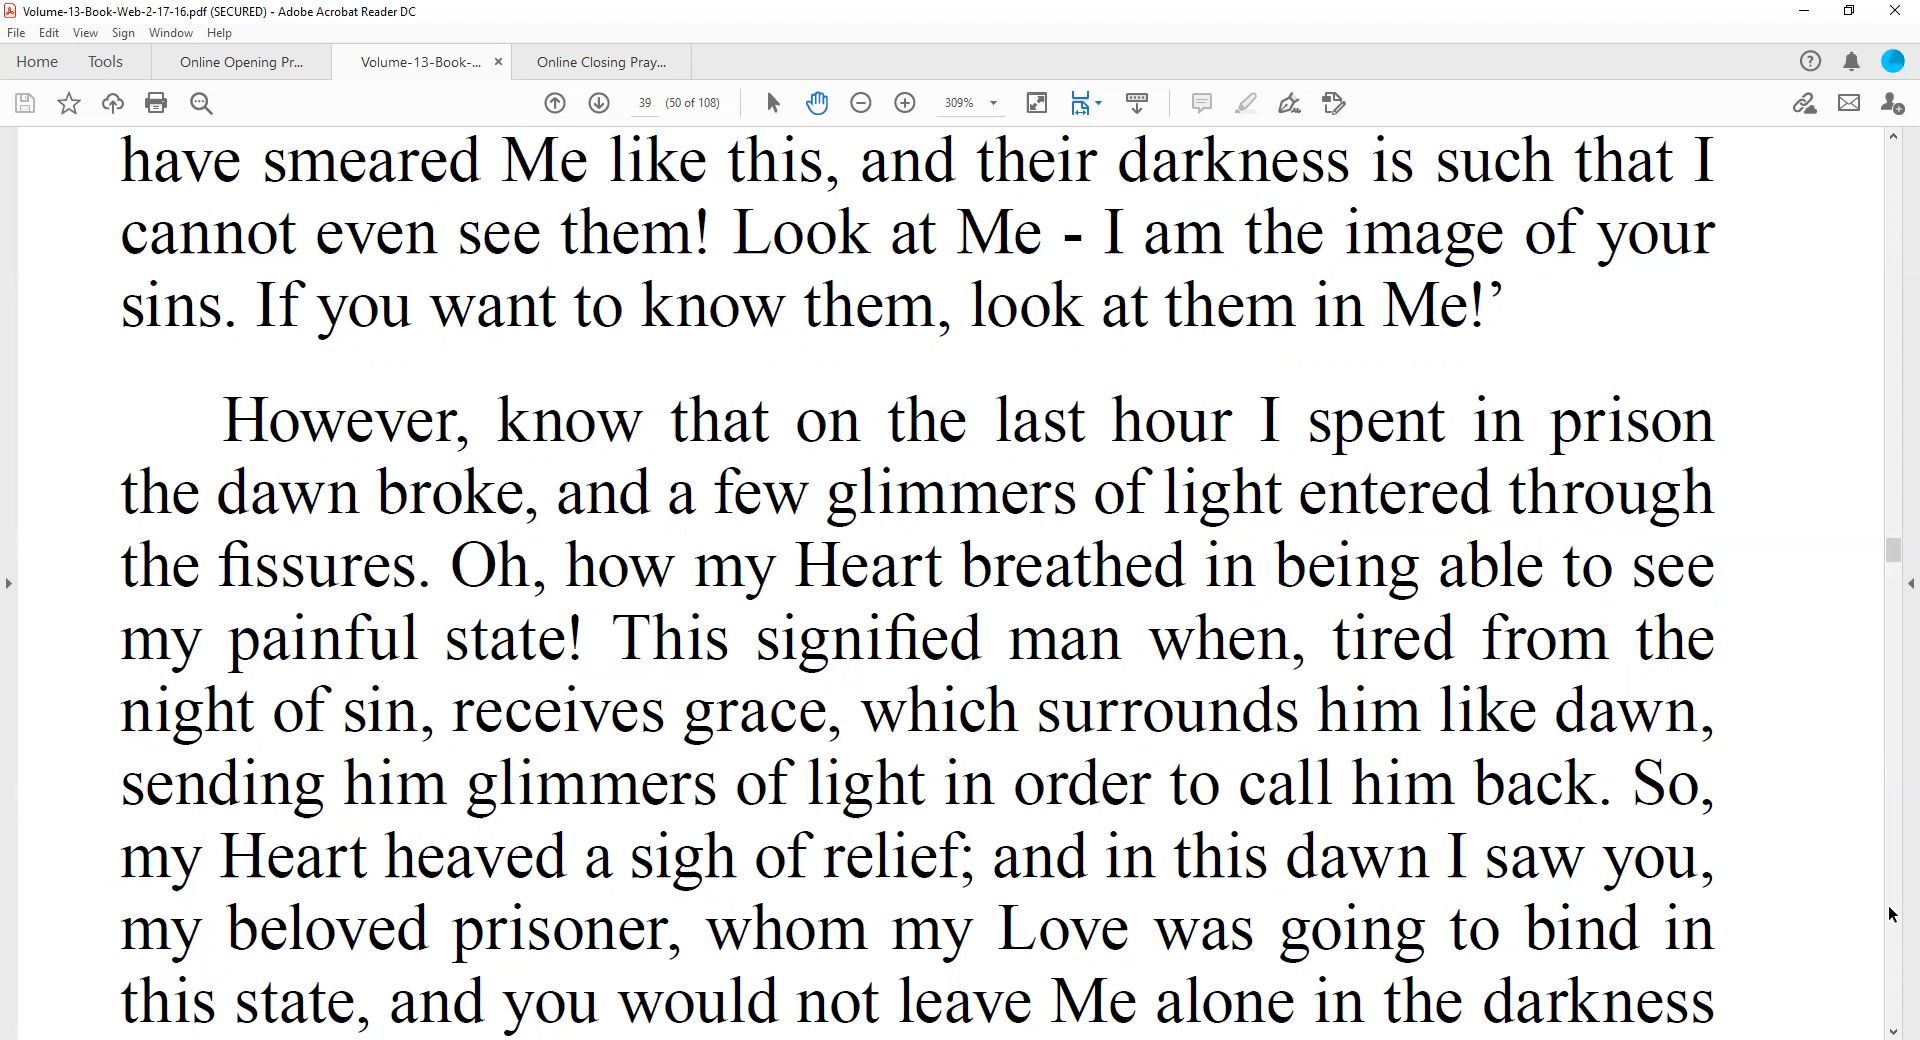 Volume-13-Book-Web-2-17-16.pdf (SECURED) - Adobe Acrobat Reader DC
File Edit View Sign Window Help
Home Tools Online Opening Pr... Volume-13-Book-... × Online Closing Pray...
39 (50 of 108) 309%
have smeared Me like this, and their darkness is such that I
cannot even see them! Look at Me - I am the image of your
sins. If you want to know them, look at them in Me!’
However, know that on the last hour I spent in prison
the dawn broke, and a few glimmers of light entered through
the fissures. Oh, how my Heart breathed in being able to see
my painful state! This signified man when, tired from the
night of sin, receives grace, which surrounds him like dawn,
sending him glimmers of light in order to call him back. So,
my Heart heaved a sigh of relief; and in this dawn I saw you,
my beloved prisoner, whom my Love was going to bind in
this state, and you would not leave Me alone in the darkness